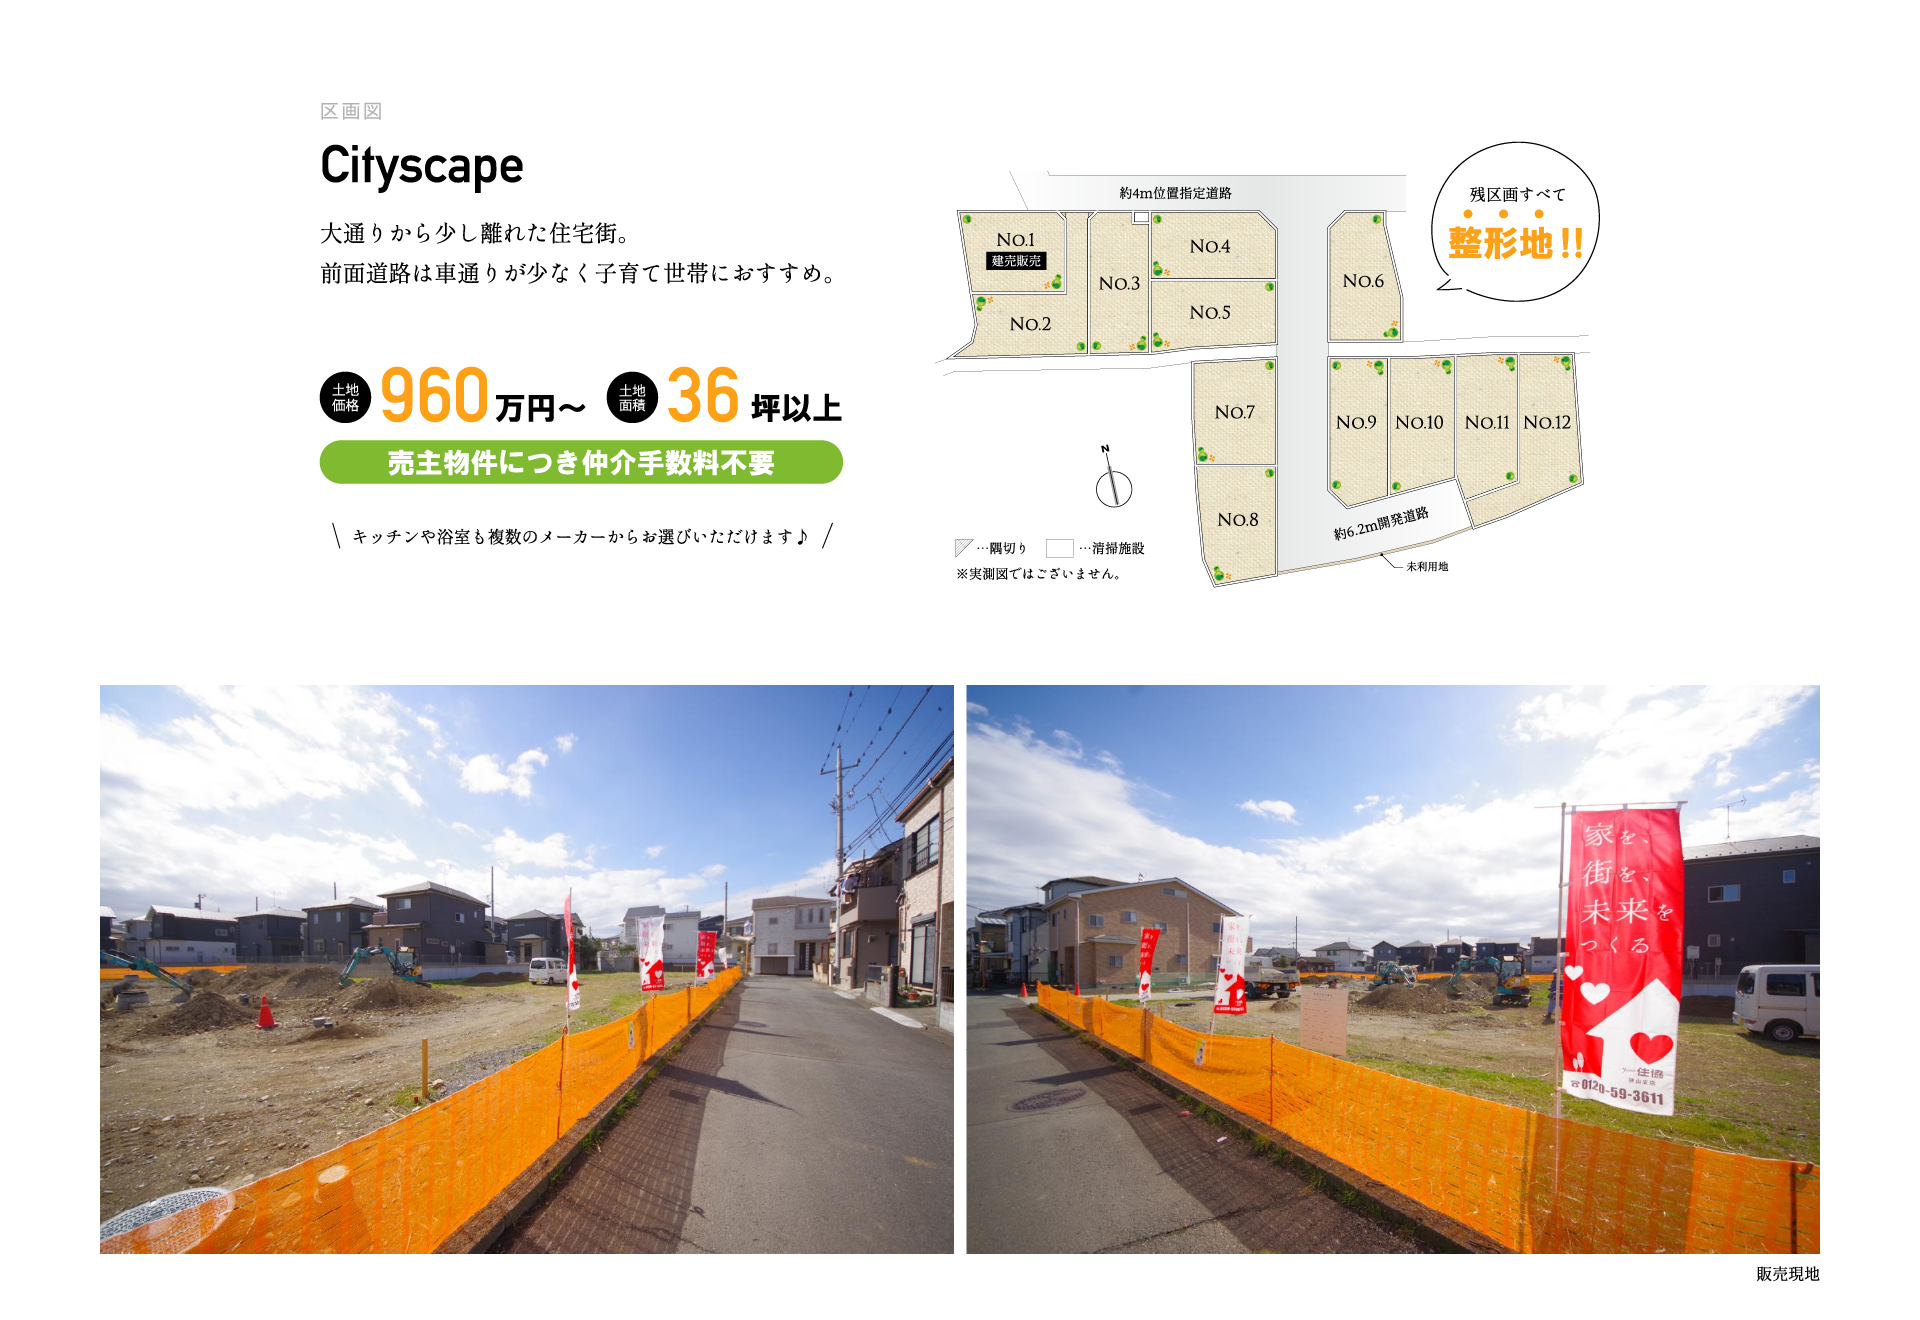 区画図
Cityscape
大通りから少し離れた住宅街。
前面道路は車通りが少なく子育て世帯におすすめ。
土地価格 960 万円～ 土地面積 36 坪以上
売主物件につき仲介手数料不要
\ キッチンや浴室も複数のメーカーからお選びいただけます♪ /
約4m位置指定道路
残区画すべて
整形地!!
No.1
建売販売
No.2
No.3
No.4
No.5
No.6
No.7
No.8
No.9
No.10
No.11
No.12
N
約6.2m開発道路
未利用地
…隅切り …清掃施設
※実測図ではございません。
家を、
街を、
未来を
つくる
住協
狭山支店
☎0120-59-3611
販売現地